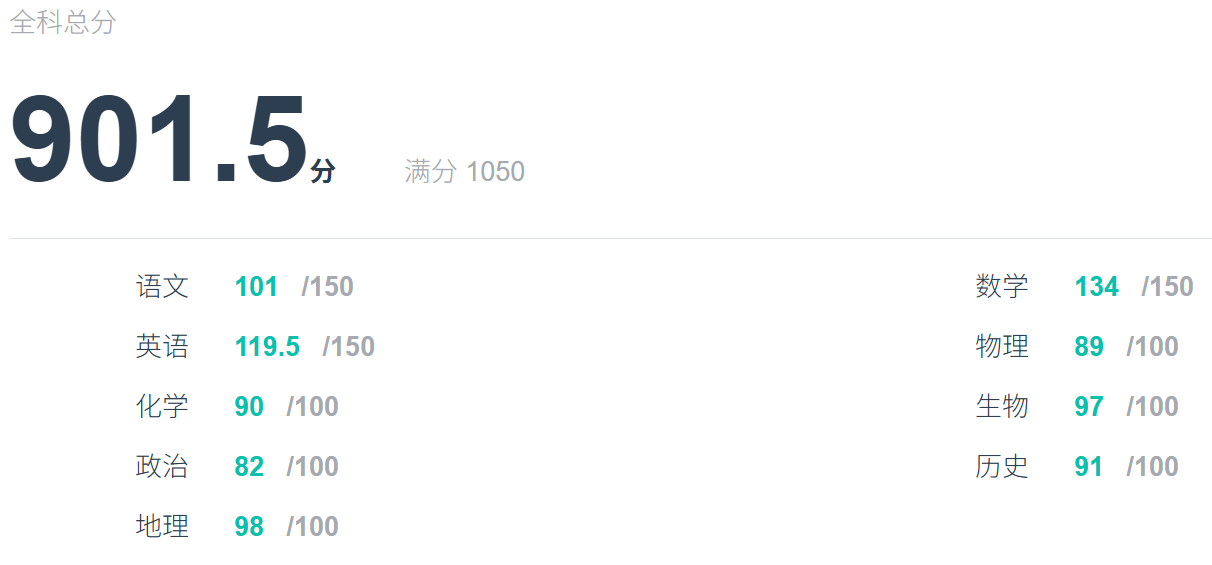 全科总分
901.5分 满分 1050
语文 101 /150 数学 134 /150
英语 119.5 /150 物理 89 /100
化学 90 /100 生物 97 /100
政治 82 /100 历史 91 /100
地理 98 /100